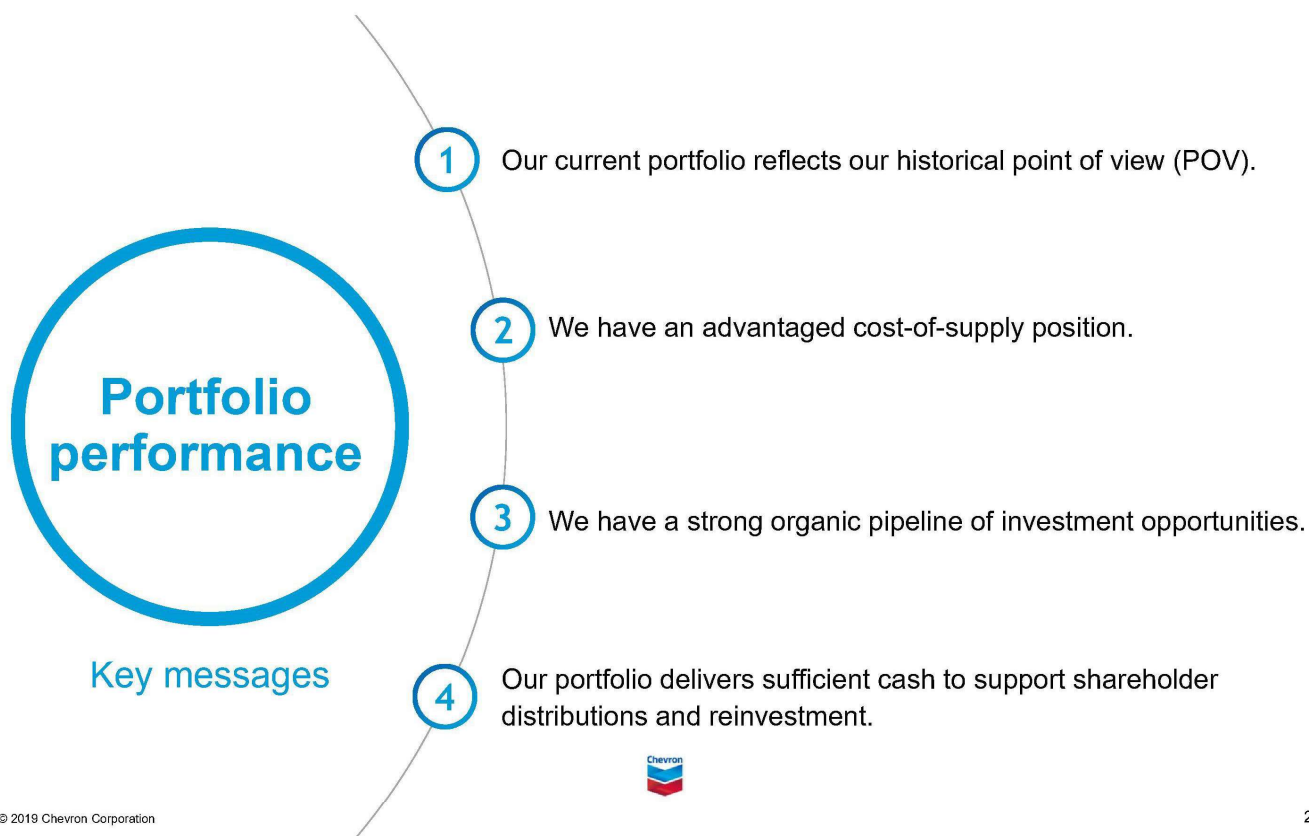 1
Our current portfolio reflects our historical point of view (POV).
2
We have an advantaged cost-of-supply position.
Portfolio
performance
3
We have a strong organic pipeline of investment opportunities.
Key messages
4
Our portfolio delivers sufficient cash to support shareholder
distributions and reinvestment.
Chevron
© 2019 Chevron Corporation
2